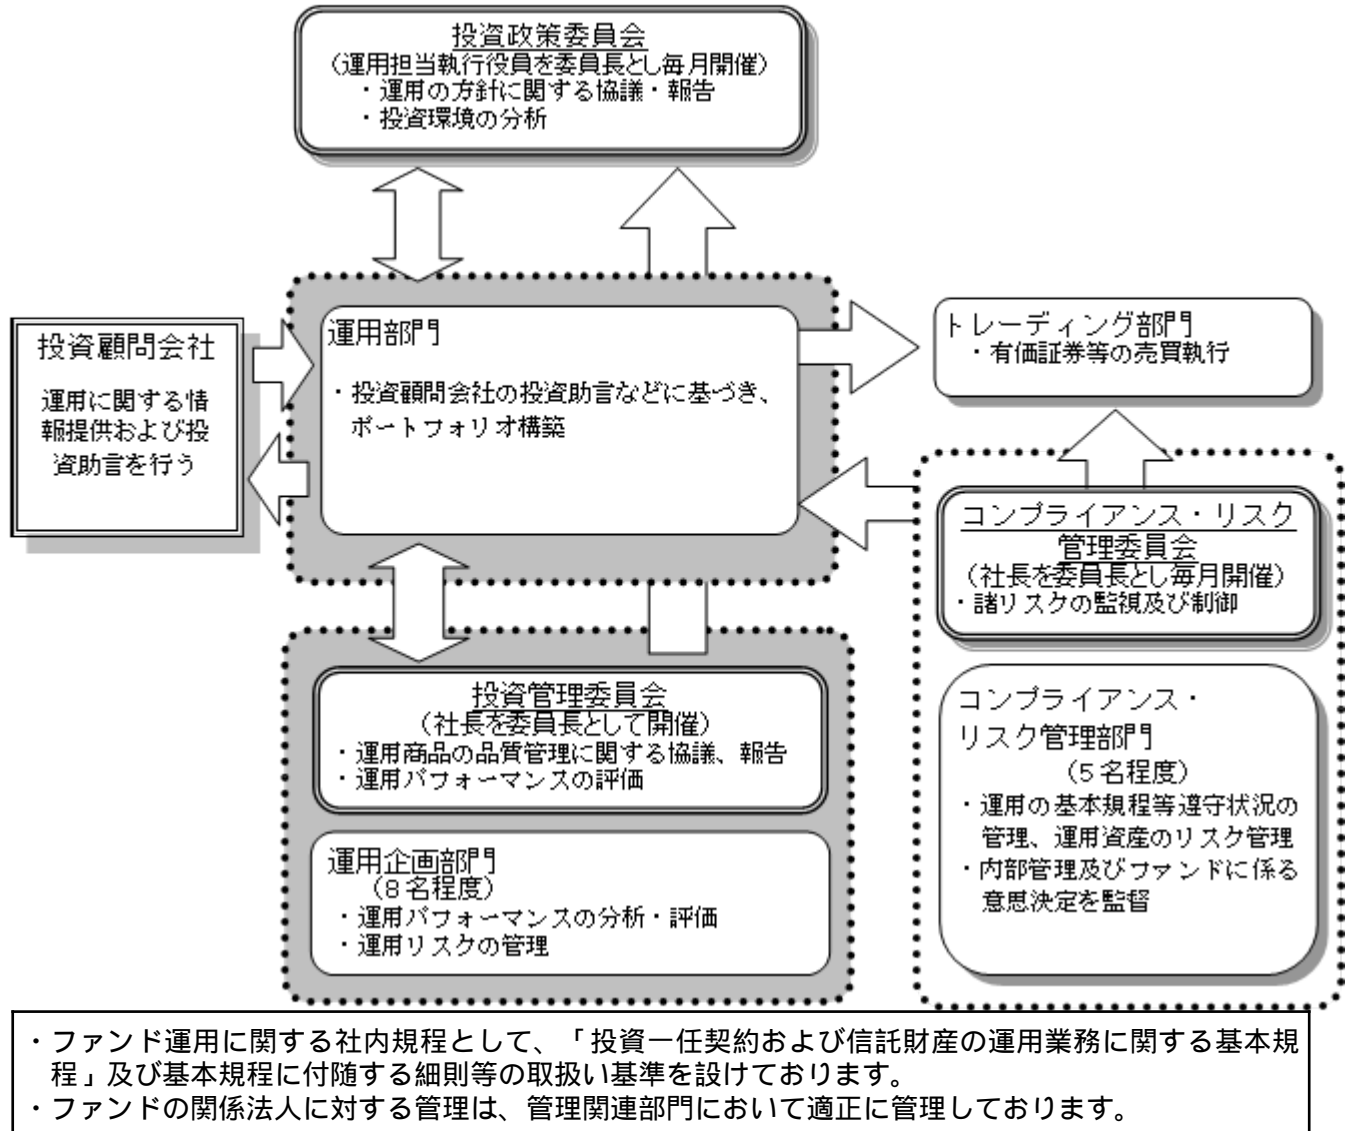 投資政策委員会
（運用担当執行役員を委員長とし毎月開催）
・運用の方針に関する協議・報告
・投資環境の分析
投資顧問会社
運用に関する情
報提供および投
資助言を行う
運用部門
・投資顧問会社の投資助言などに基づき、
ポートフォリオ構築
トレーディング部門
・有価証券等の売買執行
コンプライアンス・リスク
管理委員会
（社長を委員長とし毎月開催）
・諸リスクの監視及び制御
コンプライアンス・
リスク管理部門
（５名程度）
・運用の基本規程等遵守状況の
管理、運用資産のリスク管理
・内部管理及びファンドに係る
意思決定を監督
投資管理委員会
（社長を委員長として開催）
・運用商品の品質管理に関する協議、報告
・運用パフォーマンスの評価
運用企画部門
（８名程度）
・運用パフォーマンスの分析・評価
・運用リスクの管理
・ファンド運用に関する社内規程として、「投資一任契約および信託財産の運用業務に関する基本規
程」及び基本規程に付随する細則等の取扱い基準を設けております。
・ファンドの関係法人に対する管理は、管理関連部門において適正に管理しております。